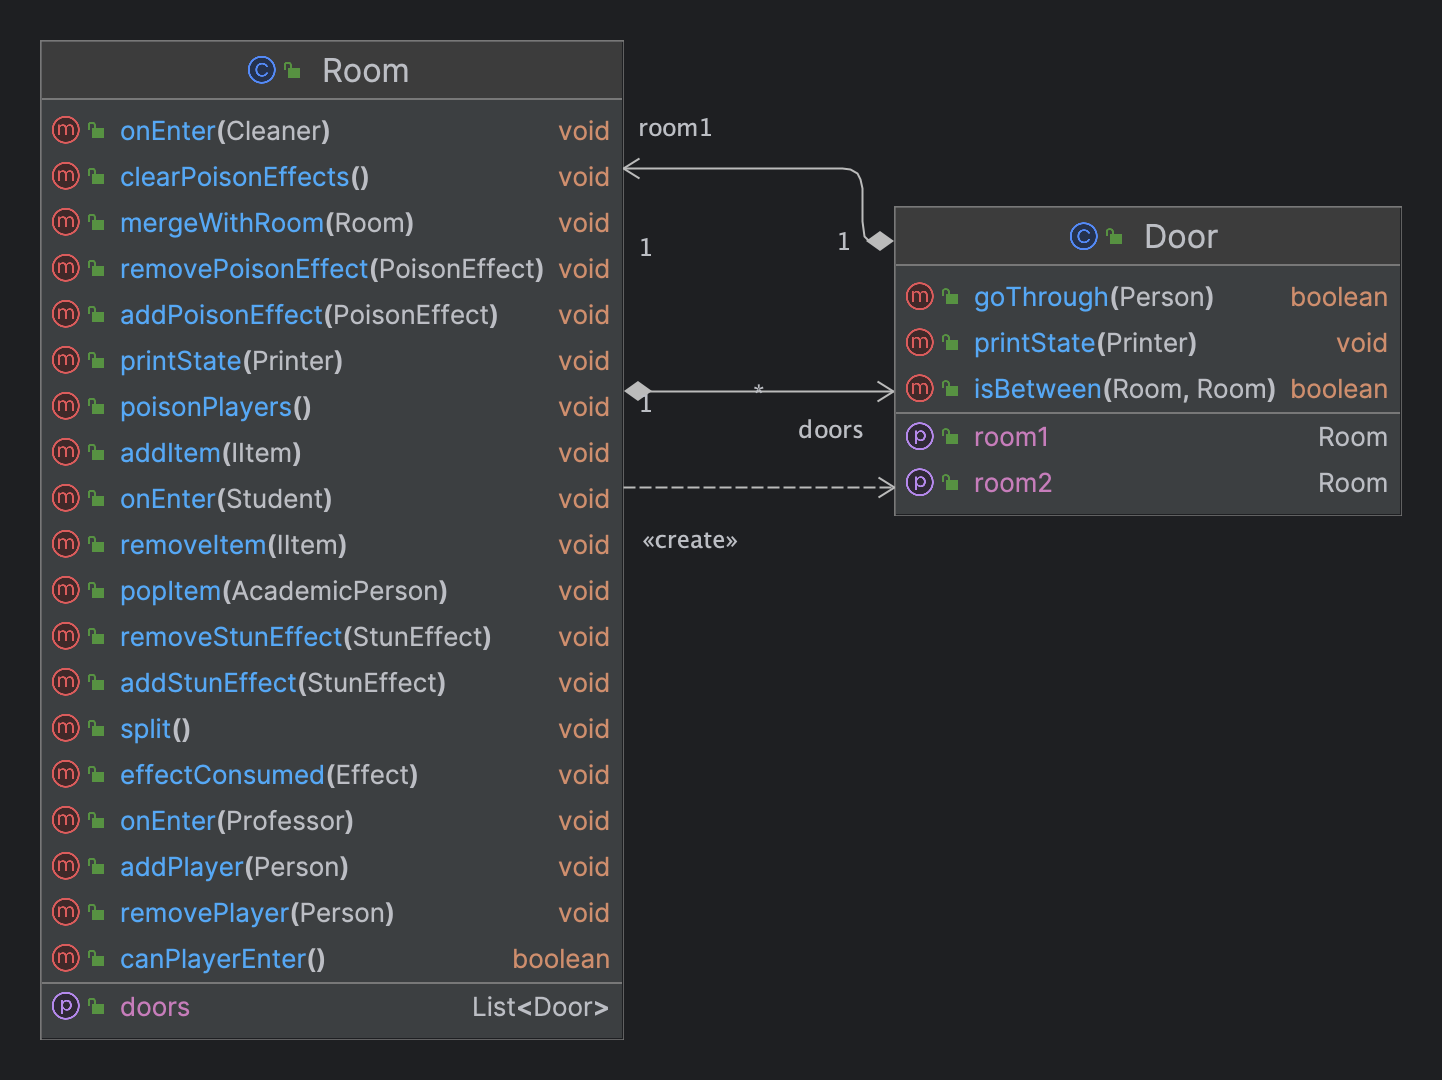 Room
onEnter(Cleaner) void
clearPoisonEffects() void
mergeWithRoom(Room) void
removePoisonEffect(PoisonEffect) void
addPoisonEffect(PoisonEffect) void
printState(Printer) void
poisonPlayers() void
addItem(IItem) void
onEnter(Student) void
removeItem(IItem) void
popItem(AcademicPerson) void
removeStunEffect(StunEffect) void
addStunEffect(StunEffect) void
split() void
effectConsumed(Effect) void
onEnter(Professor) void
addPlayer(Person) void
removePlayer(Person) void
canPlayerEnter() boolean
doors List<Door>
room1
1
1
1
*
doors
«create»
Door
goThrough(Person) boolean
printState(Printer) void
isBetween(Room, Room) boolean
room1 Room
room2 Room